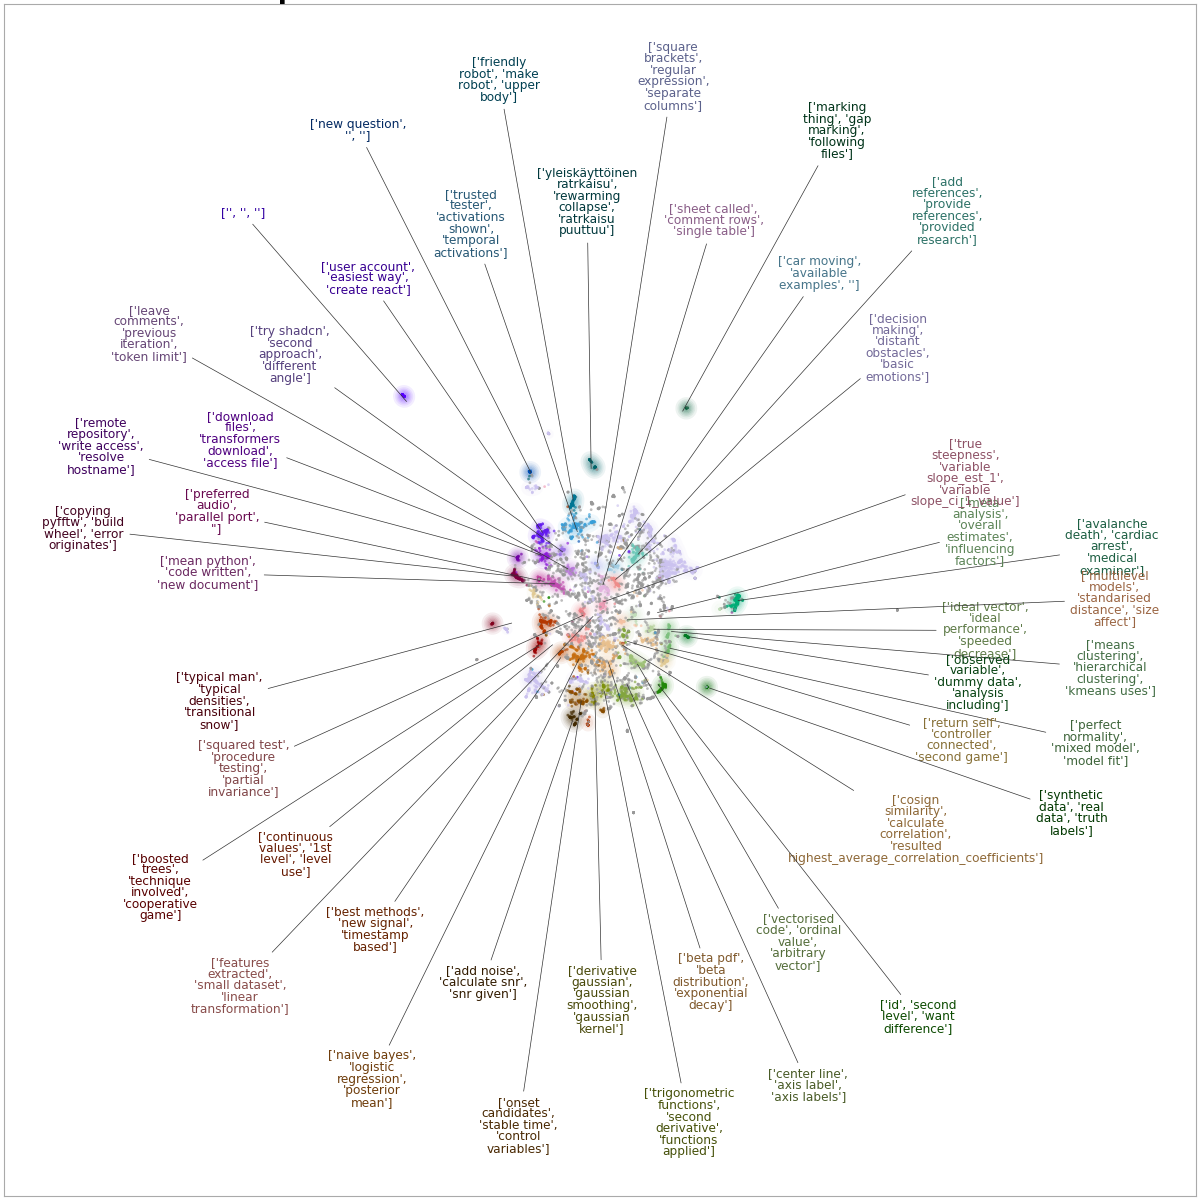 ['friendly
robot', 'make
robot', 'upper
body']
['square
brackets',
'regular
expression',
'separate
columns']
['marking
thing', 'gap
marking',
'following
files']
['new question',
'', '']
['yleiskäyttöinen
ratrkaisu',
'rewarming
collapse',
'ratrkaisu
puuttuu']
['trusted
tester',
'activations
shown',
'temporal
activations']
['sheet called',
'comment rows',
'single table']
['add
references',
'provide
references',
'provided
research']
['', '', '']
['user account',
'easiest way',
'create react']
['car moving',
'available
examples', '']
['leave
comments',
'previous
iteration',
'token limit']
['try shadcn',
'second
approach',
'different
angle']
['decision
making',
'distant
obstacles',
'basic
emotions']
['remote
repository',
'write access',
'resolve
hostname']
['download
files',
'transformers
download',
'access file']
['true
steepness',
'variable
slope_est_1',
'variable
slope_ci_1_value']
['preferred
audio',
'parallel port',
'']
['copying
pyfftw', 'build
wheel', 'error
originates']
['meta
analysis',
'overall
estimates',
'influencing
factors']
['avalanche
death', 'cardiac
arrest',
'medical
examiner']
['mean python',
'code written',
'new document']
['multilevel
models',
'standarised
distance', 'size
affect']
['ideal vector',
'ideal
performance',
'speeded
decrease']
['means
clustering',
'hierarchical
clustering',
'kmeans uses']
['observed
variable',
'dummy data',
'analysis
including']
['typical man',
'typical
densities',
'transitional
snow']
['return self',
'controller
connected',
'second game']
['perfect
normality',
'mixed model',
'model fit']
['squared test',
'procedure
testing',
'partial
invariance']
['synthetic
data', 'real
data', 'truth
labels']
['cosign
similarity',
'calculate
correlation',
'resulted
highest_average_correlation_coefficients']
['continuous
values', '1st
level', 'level
use']
['boosted
trees',
'technique
involved',
'cooperative
game']
['best methods',
'new signal',
'timestamp
based']
['vectorised
code', 'ordinal
value',
'arbitrary
vector']
['features
extracted',
'small dataset',
'linear
transformation']
['add noise',
'calculate snr',
'snr given']
['derivative
gaussian',
'gaussian
smoothing',
'gaussian
kernel']
['beta pdf',
'beta
distribution',
'exponential
decay']
['id', 'second
level', 'want
difference']
['naive bayes',
'logistic
regression',
'posterior
mean']
['center line',
'axis label',
'axis labels']
['onset
candidates',
'stable time',
'control
variables']
['trigonometric
functions',
'second
derivative',
'functions
applied']